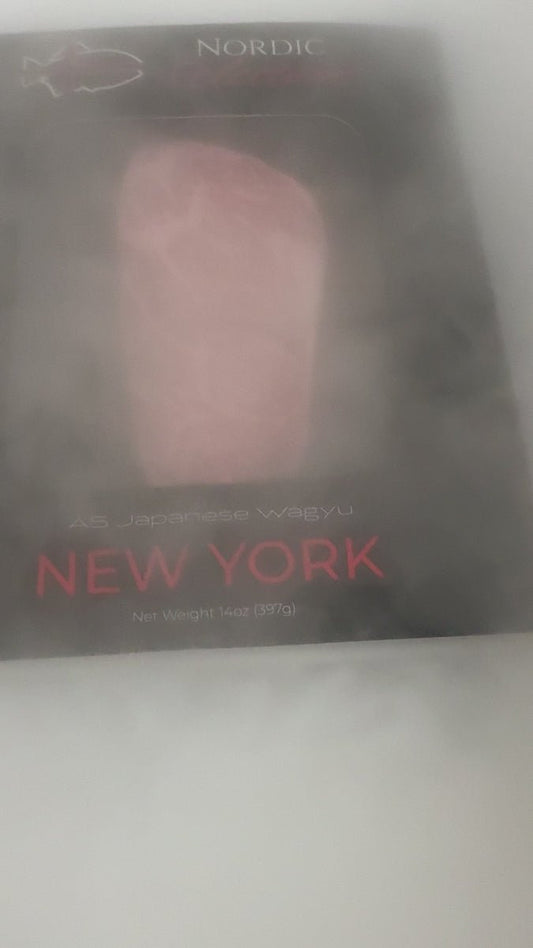 NORDIC
A5 Japanese Wagyu
NEW YORK
Net Weight 14oz (397g)